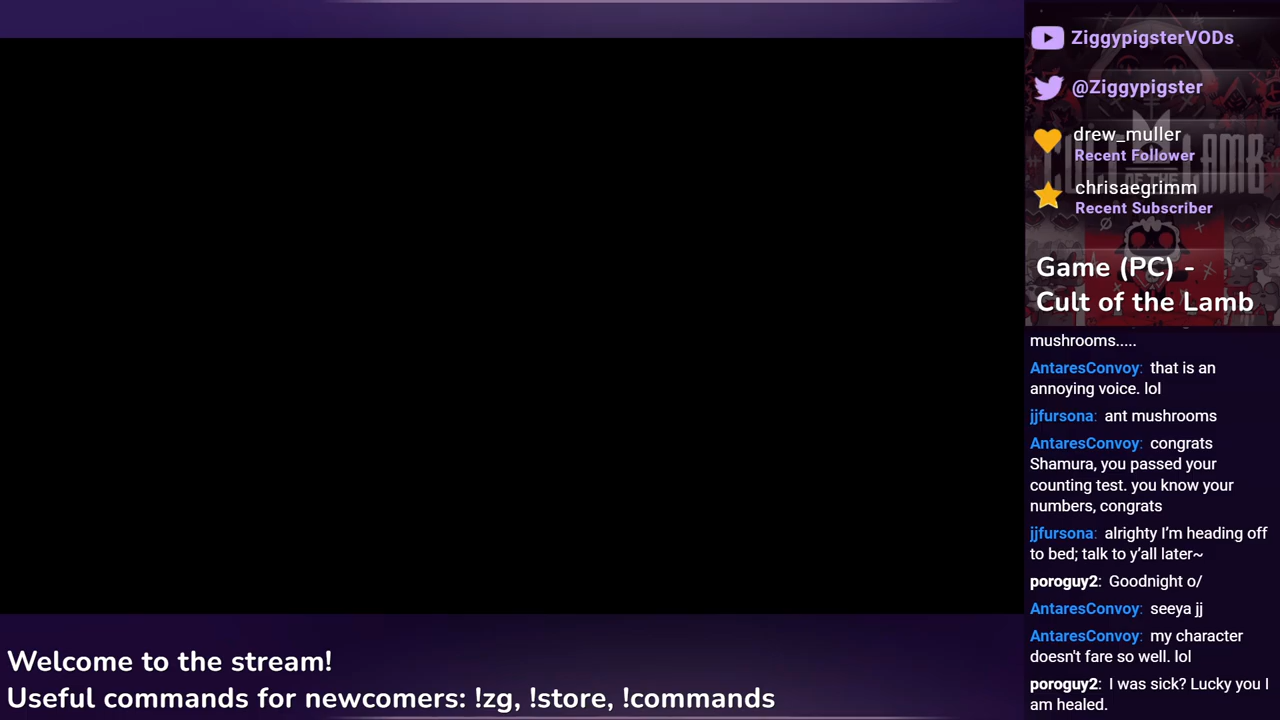 ZiggypigsterVODs
@Ziggypigster
drew_muller
Recent Follower
chrisaegrimm
Recent Subscriber
CULT OF THE LAMB
Game (PC) -
Cult of the Lamb
mushrooms.....
AntaresConvoy: that is an
annoying voice. lol
jjfursona: ant mushrooms
AntaresConvoy: congrats
Shamura, you passed your
counting test. you know your
numbers, congrats
jjfursona: alrighty I’m heading off
to bed; talk to y’all later~
poroguy2: Goodnight o/
AntaresConvoy: seeya jj
AntaresConvoy: my character
doesn't fare so well. lol
poroguy2: I was sick? Lucky you I
am healed.
Welcome to the stream!
Useful commands for newcomers: !zg, !store, !commands